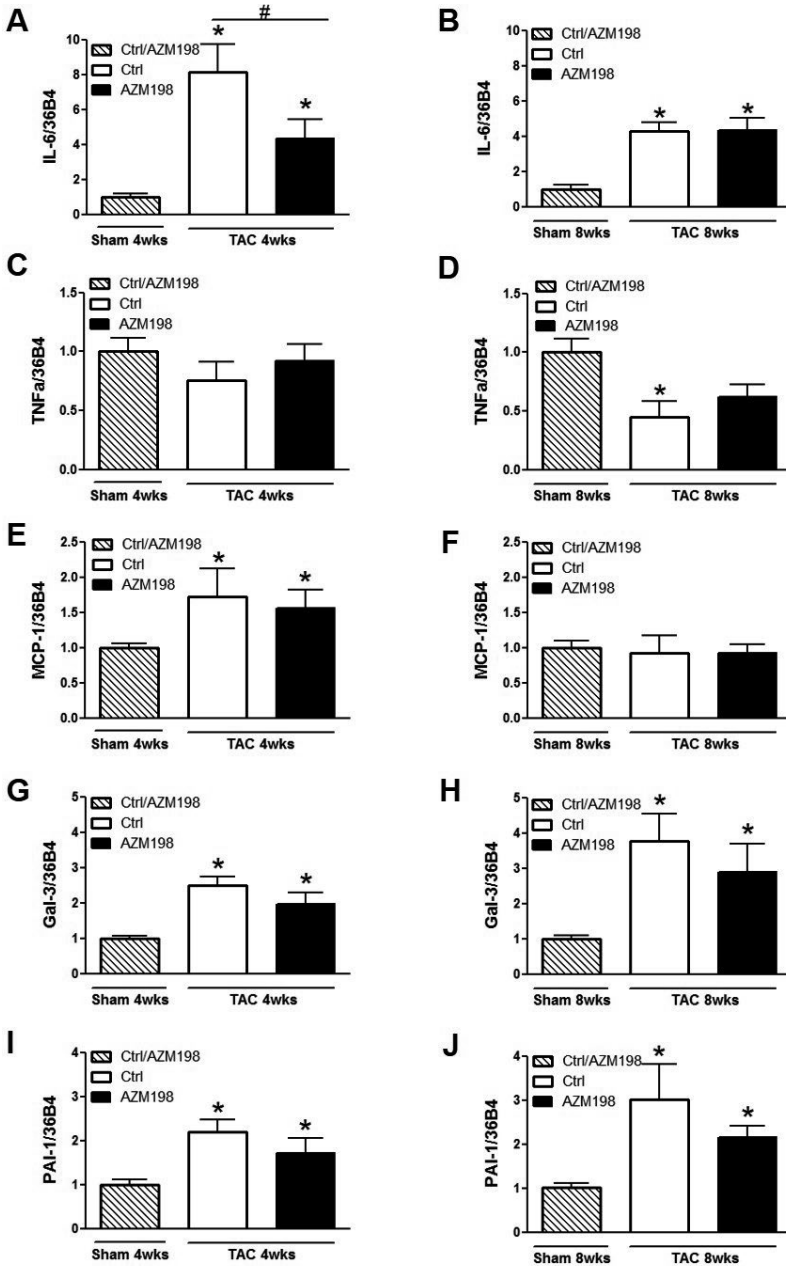 A
#
Ctrl/AZM198
Ctrl
AZM198
*
*
IL-6/36B4
10
8
6
4
2
0
Sham 4wks
TAC 4wks
B
Ctrl/AZM198
Ctrl
AZM198
*
*
IL-6/36B4
10
8
6
4
2
0
Sham 8wks
TAC 8wks
C
Ctrl/AZM198
Ctrl
AZM198
TNFa/36B4
1.5
1.0
0.5
0.0
Sham 4wks
TAC 4wks
D
Ctrl/AZM198
Ctrl
AZM198
*
TNFa/36B4
1.5
1.0
0.5
0.0
Sham 8wks
TAC 8wks
E
Ctrl/AZM198
Ctrl
AZM198
*
*
MCP-1/36B4
2.5
2.0
1.5
1.0
0.5
0.0
Sham 4wks
TAC 4wks
F
Ctrl/AZM198
Ctrl
AZM198
MCP-1/36B4
2.5
2.0
1.5
1.0
0.5
0.0
Sham 8wks
TAC 8wks
G
Ctrl/AZM198
Ctrl
AZM198
*
*
Gal-3/36B4
5
4
3
2
1
0
Sham 4wks
TAC 4wks
H
Ctrl/AZM198
Ctrl
AZM198
*
*
Gal-3/36B4
5
4
3
2
1
0
Sham 8wks
TAC 8wks
I
Ctrl/AZM198
Ctrl
AZM198
*
*
PAI-1/36B4
4
3
2
1
0
Sham 4wks
TAC 4wks
J
Ctrl/AZM198
Ctrl
AZM198
*
*
PAI-1/36B4
4
3
2
1
0
Sham 8wks
TAC 8wks